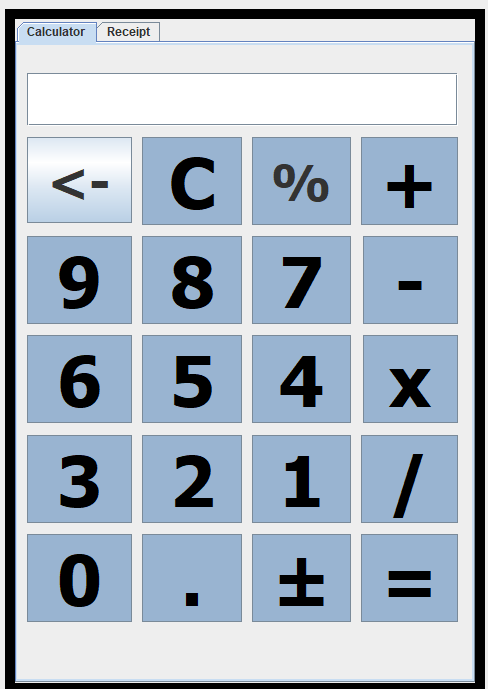 Calculator Receipt
<- C % +
9 8 7 -
6 5 4 x
3 2 1 /
0 . ± =